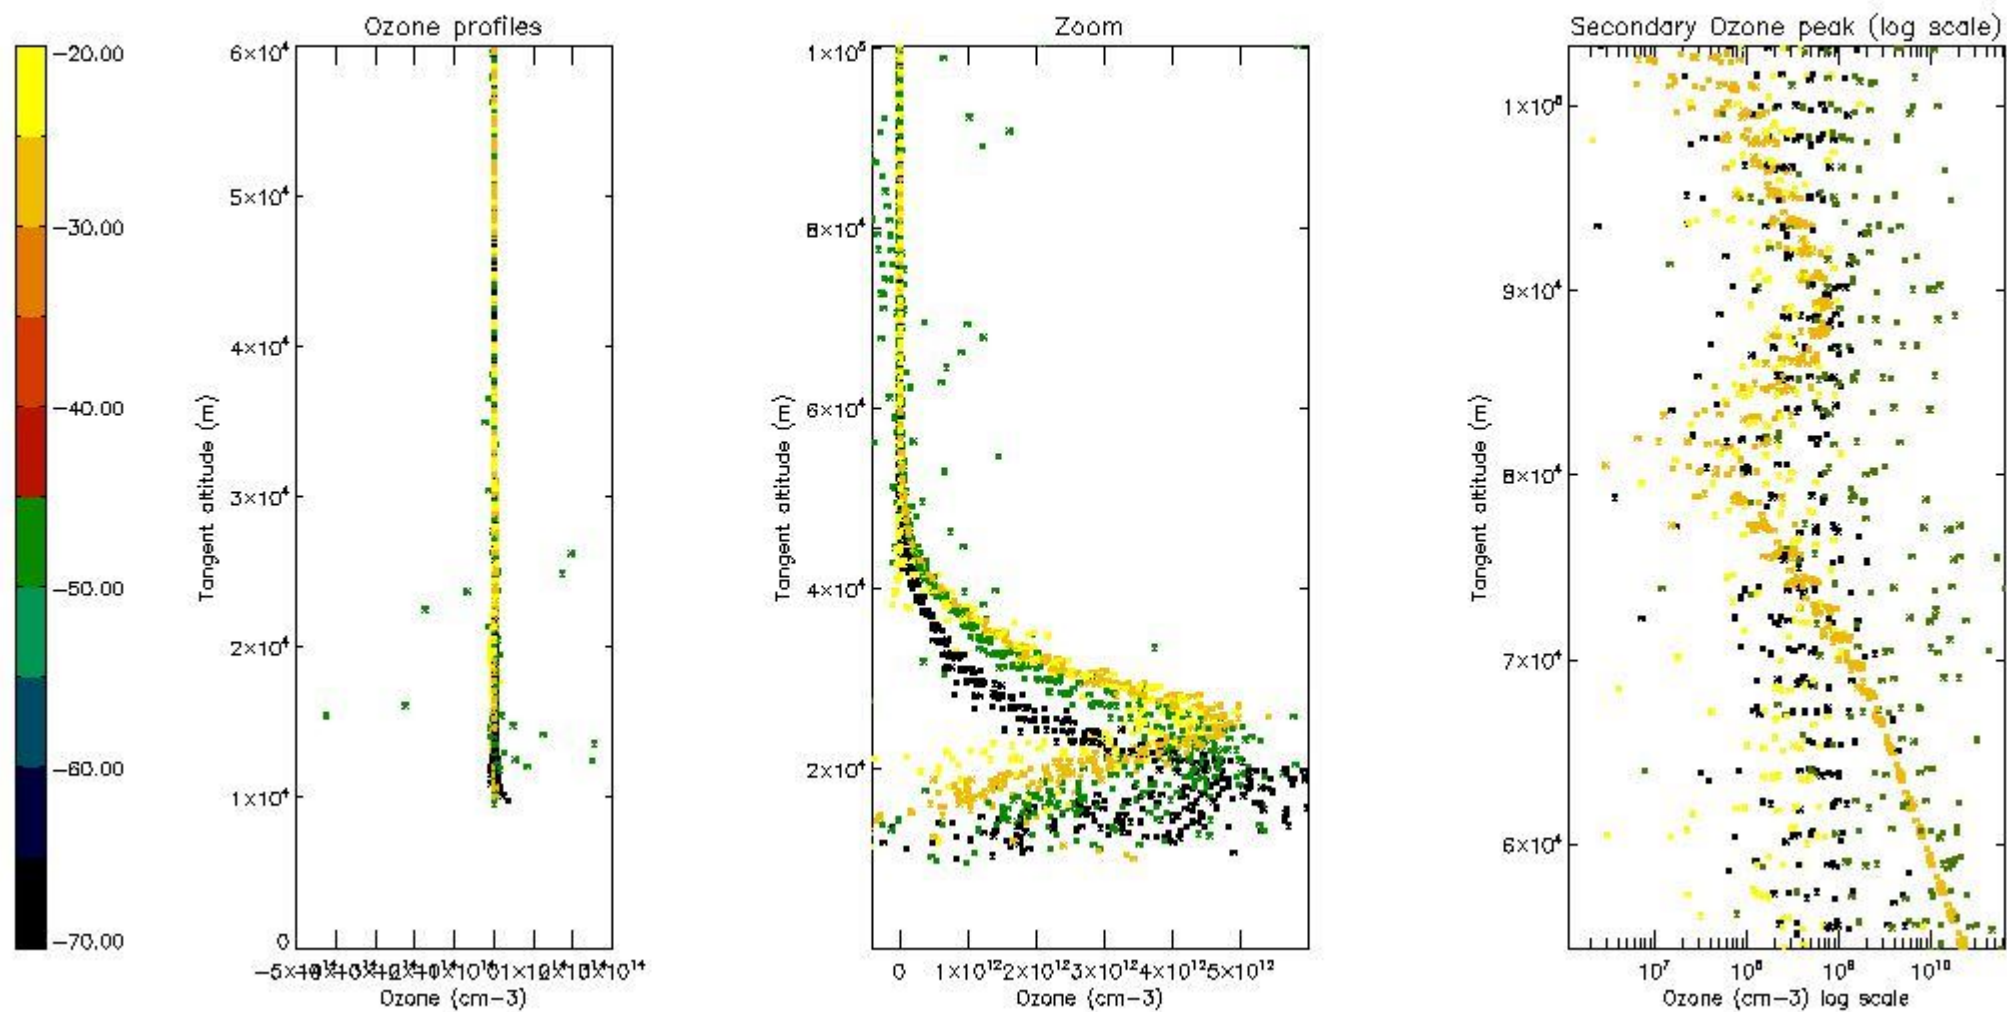 Ozone profiles
Zoom
Secondary Ozone peak (log scale)
-20.00
-30.00
-40.00
-50.00
-60.00
-70.00
6×10⁴
5×10⁴
4×10⁴
3×10⁴
2×10⁴
1×10⁴
0
Tangent altitude (m)
Ozone (cm-3)
1×10⁵
8×10⁴
6×10⁴
4×10⁴
2×10⁴
Tangent altitude (m)
0 1×10¹² 2×10¹² 3×10¹² 4×10¹² 5×10¹²
Ozone (cm-3)
1×10⁵
9×10⁴
8×10⁴
7×10⁴
6×10⁴
Tangent altitude (m)
10⁷ 10⁸ 10⁹ 10¹⁰
Ozone (cm-3) log scale